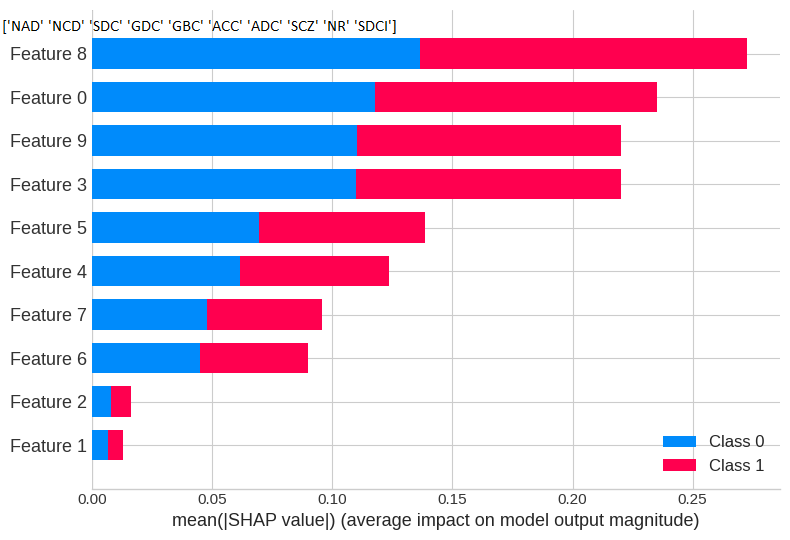 ['NAD' 'NCD' 'SDC' 'GDC' 'GBC' 'ACC' 'ADC' 'SCZ' 'NR' 'SDCI']
Feature 8
Feature 0
Feature 9
Feature 3
Feature 5
Feature 4
Feature 7
Feature 6
Feature 2
Feature 1
Class 0
Class 1
0.00 0.05 0.10 0.15 0.20 0.25
mean(|SHAP value|) (average impact on model output magnitude)